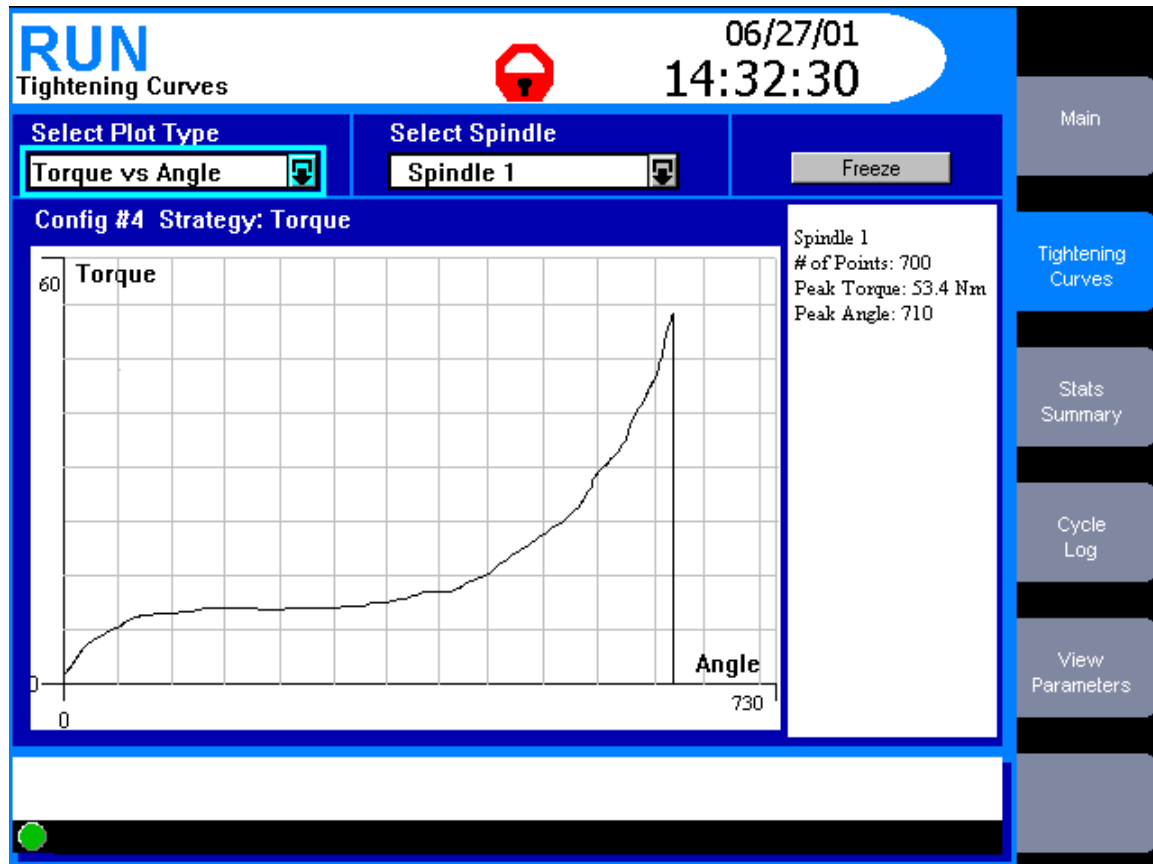 RUN
Tightening Curves
06/27/01
14:32:30
Select Plot Type
Torque vs Angle
Select Spindle
Spindle 1
Freeze
Config #4 Strategy: Torque
60
Torque
0
0
Angle
730
Spindle 1
# of Points: 700
Peak Torque: 53.4 Nm
Peak Angle: 710
Main
Tightening
Curves
Stats
Summary
Cycle
Log
View
Parameters